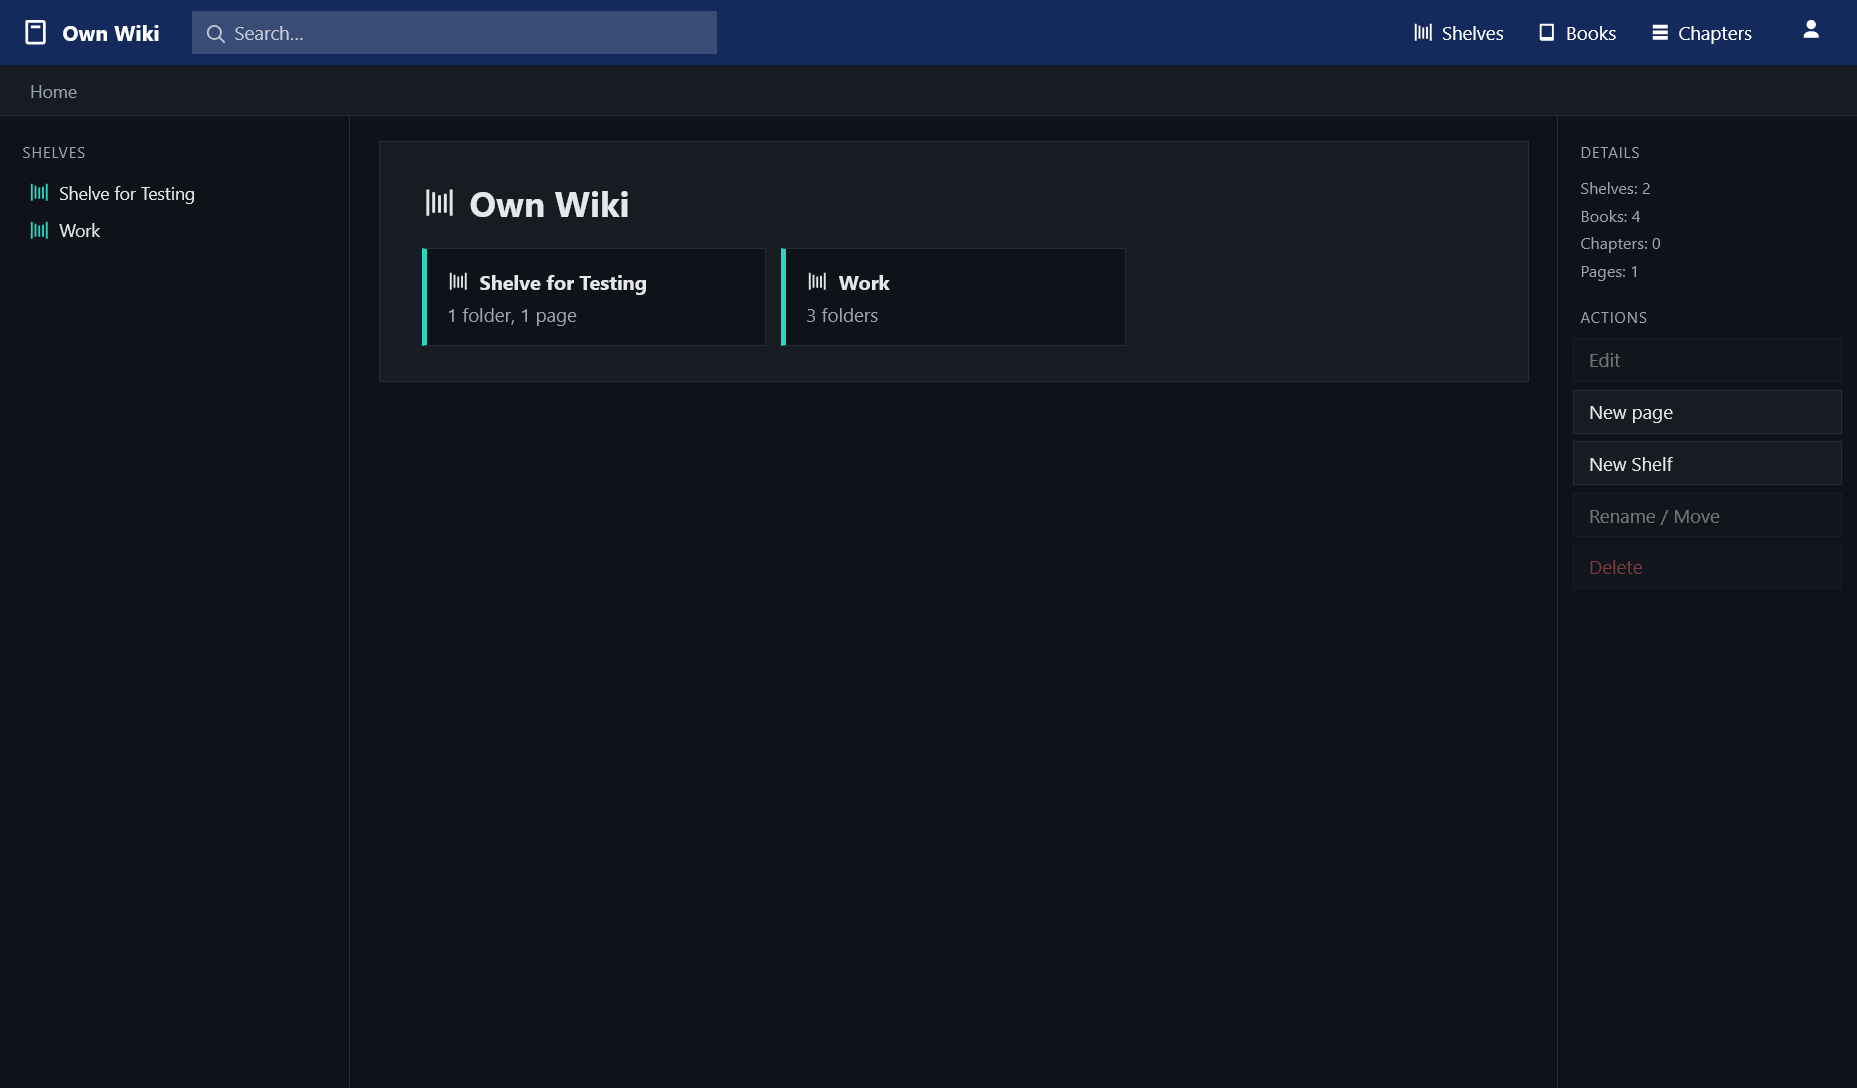 Own Wiki
Search...
Shelves
Books
Chapters
Home
SHELVES
Shelve for Testing
Work
Own Wiki
Shelve for Testing
1 folder, 1 page
Work
3 folders
DETAILS
Shelves: 2
Books: 4
Chapters: 0
Pages: 1
ACTIONS
Edit
New page
New Shelf
Rename / Move
Delete